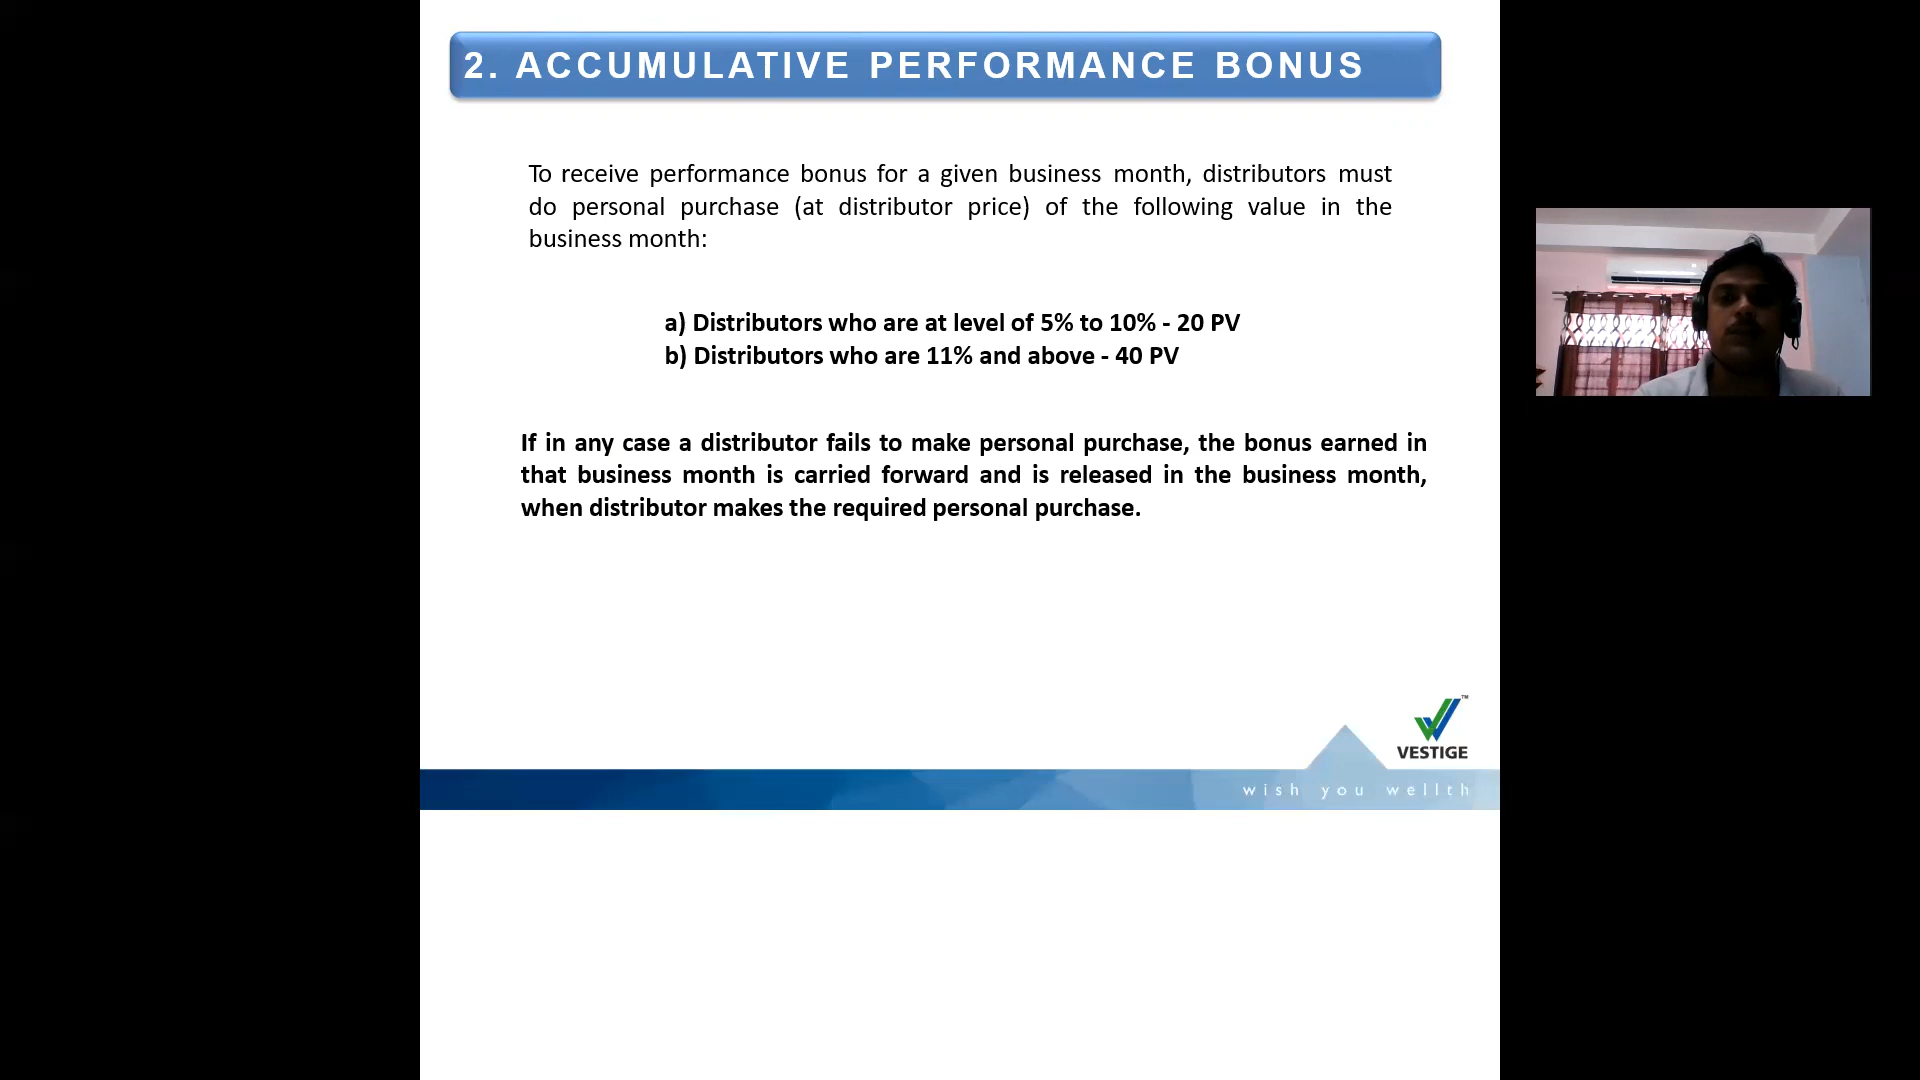 2. ACCUMULATIVE PERFORMANCE BONUS
To receive performance bonus for a given business month, distributors must
do personal purchase (at distributor price) of the following value in the
business month:
a) Distributors who are at level of 5% to 10% - 20 PV
b) Distributors who are 11% and above - 40 PV
If in any case a distributor fails to make personal purchase, the bonus earned in
that business month is carried forward and is released in the business month,
when distributor makes the required personal purchase.
TM
VESTIGE
wish you wellth